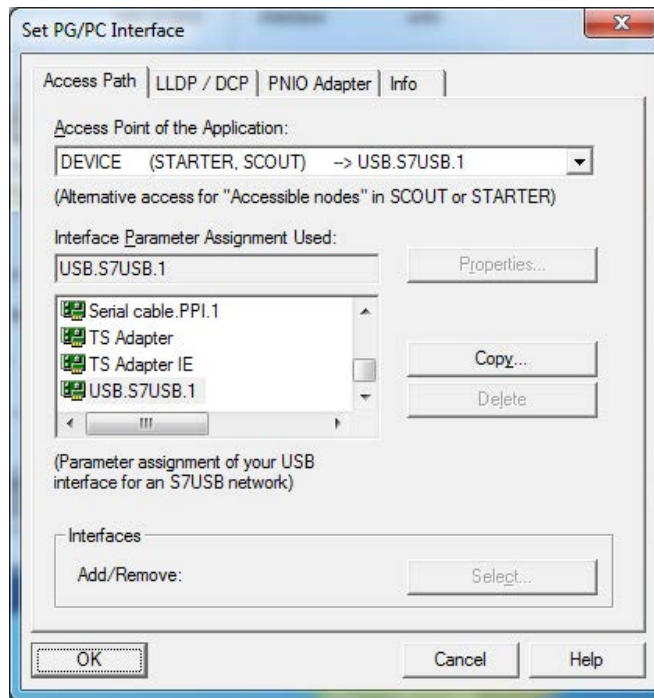 Set PG/PC Interface
Access Path
LLDP / DCP
PNIO Adapter
Info
Access Point of the Application:
DEVICE (STARTER, SCOUT) --> USB.S7USB.1
(Alternative access for "Accessible nodes" in SCOUT or STARTER)
Interface Parameter Assignment Used:
USB.S7USB.1
Properties...
Serial cable.PPI.1
TS Adapter
TS Adapter IE
USB.S7USB.1
Copy...
Delete
(Parameter assignment of your USB
interface for an S7USB network)
Interfaces
Add/Remove:
Select...
OK
Cancel
Help